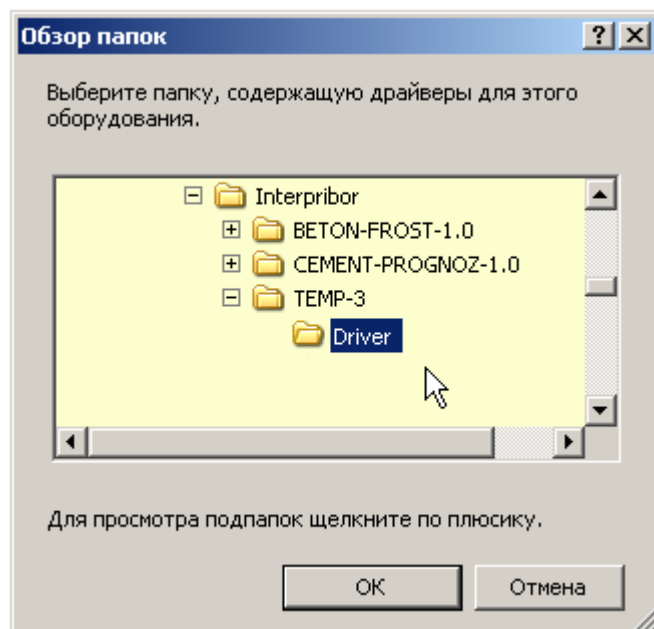 Обзор папок
Выберите папку, содержащую драйверы для этого
оборудования.
Interpribor
BETON-FROST-1.0
CEMENT-PROGNOZ-1.0
TEMP-3
Driver
Для просмотра подпапок щелкните по плюсику.
ОК
Отмена